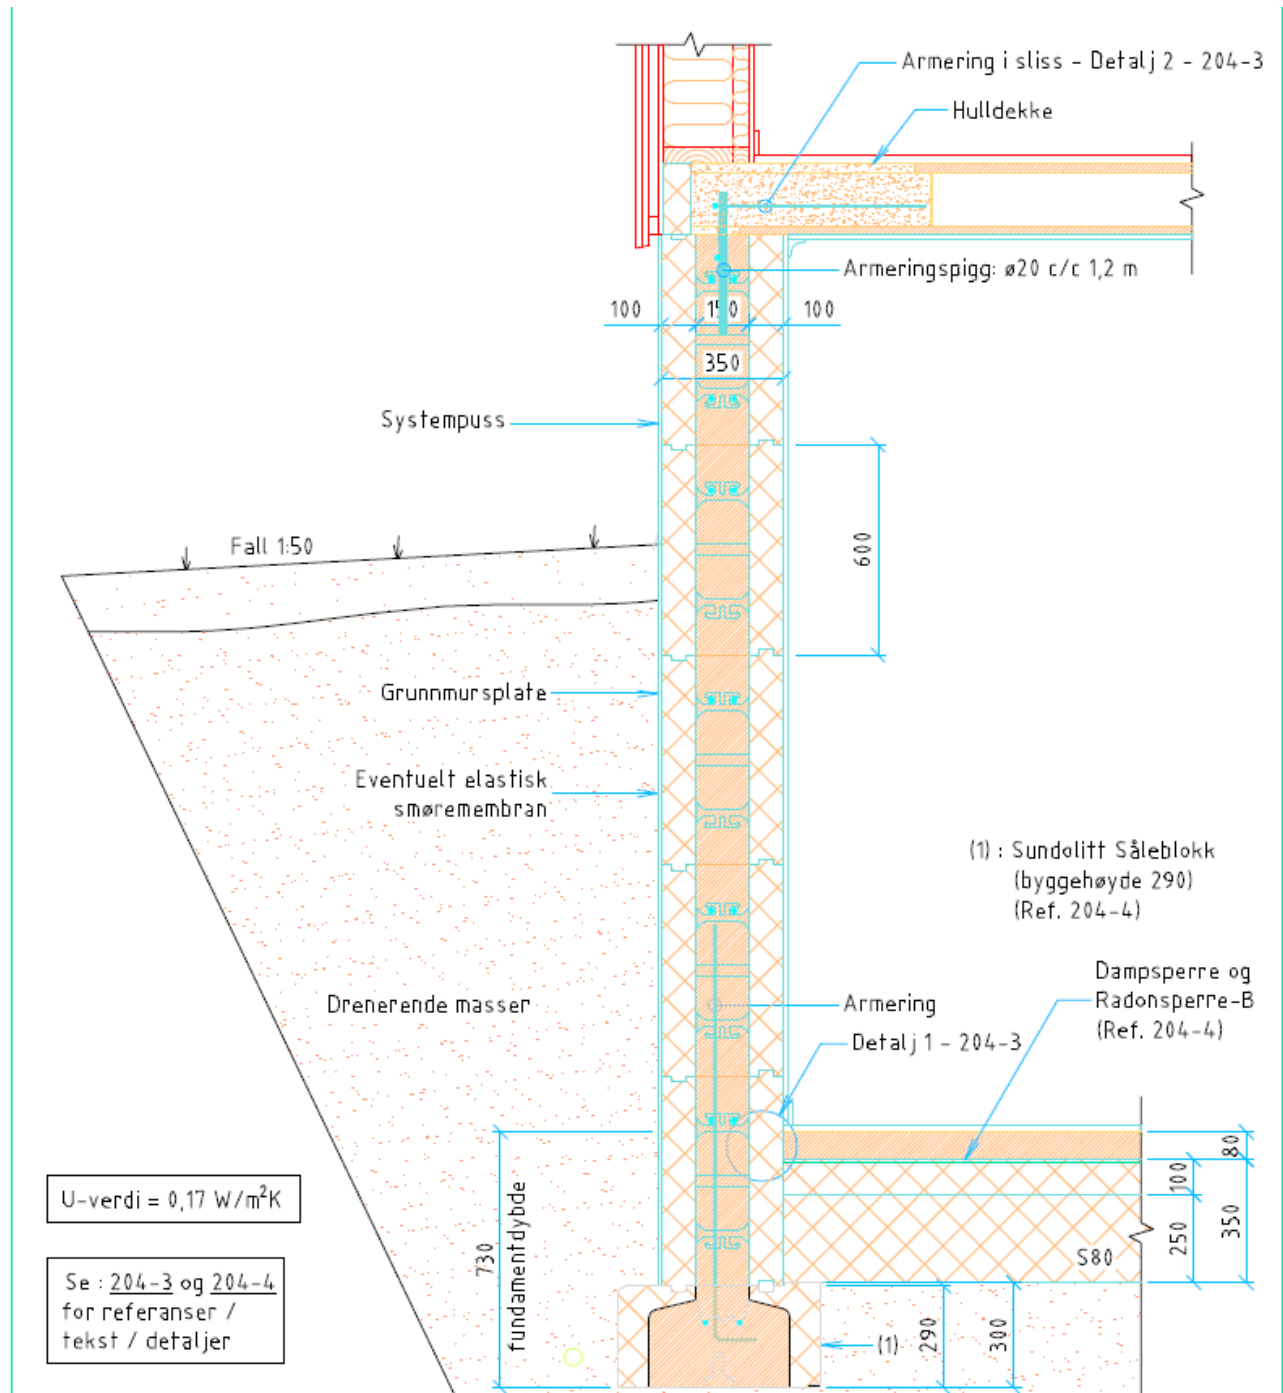 Armering i sliss - Detalj 2 - 204-3
Hulldekke
Armeringspigg: ø20 c/c 1,2 m
100
150
100
350
Systempuss
600
Fall 1:50
Grunnmursplate
Eventuelt elastisk
smøremembran
(1) : Sundolitt Såleblokk
(byggehøyde 290)
(Ref. 204-4)
Dampsperre og
Radonsperre-B
(Ref. 204-4)
Drenerende masser
Armering
Detalj 1 - 204-3
80
100
350
250
S80
730
fundamentdybde
U-verdi = 0,17 W/m²K
Se : 204-3 og 204-4
for referanser /
tekst / detaljer
(1)
290
300